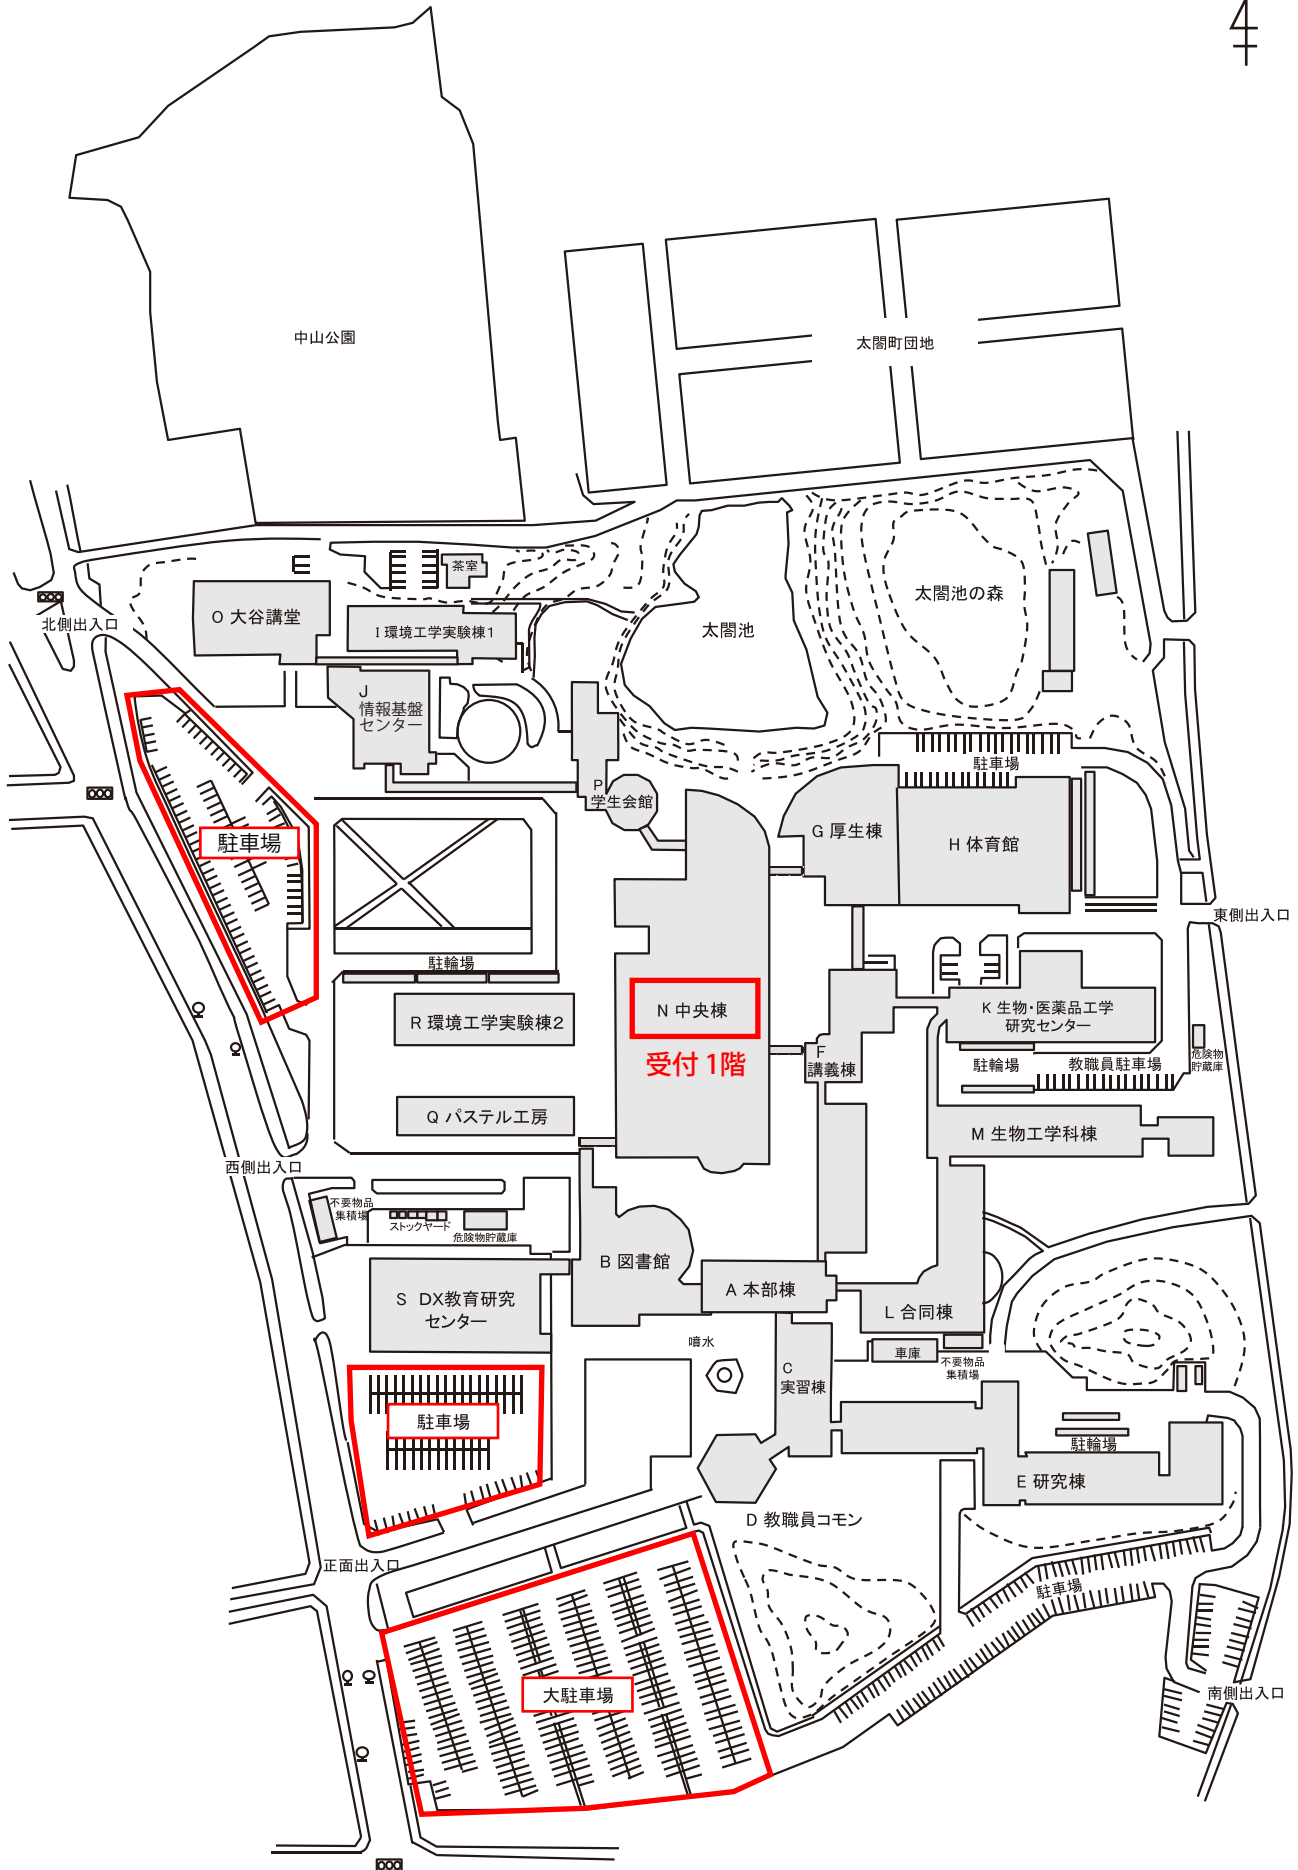 中山公園
太閤町団地
茶室
太閤池の森
O 大谷講堂
北側出入口
I 環境工学実験棟1
太閤池
J
情報基盤
センター
駐車場
P
学生会館
駐車場
G 厚生棟
H 体育館
東側出入口
駐輪場
N 中央棟
K 生物・医薬品工学
研究センター
R 環境工学実験棟2
受付 1階
F
講義棟
駐輪場
教職員駐車場
危険物
貯蔵庫
Q パステル工房
M 生物工学科棟
西側出入口
不要物品
集積場
ストックヤード
危険物貯蔵庫
B 図書館
A 本部棟
S DX教育研究
センター
L 合同棟
噴水
車庫
不要物品
集積場
C
実習棟
駐車場
駐輪場
E 研究棟
D 教職員コモン
正面出入口
駐車場
大駐車場
南側出入口